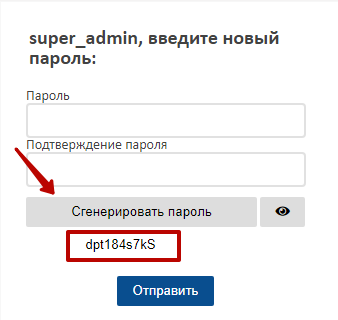 super_admin, введите новый
пароль:
Пароль
Подтверждение пароля
Сгенерировать пароль
dpt184s7kS
Отправить